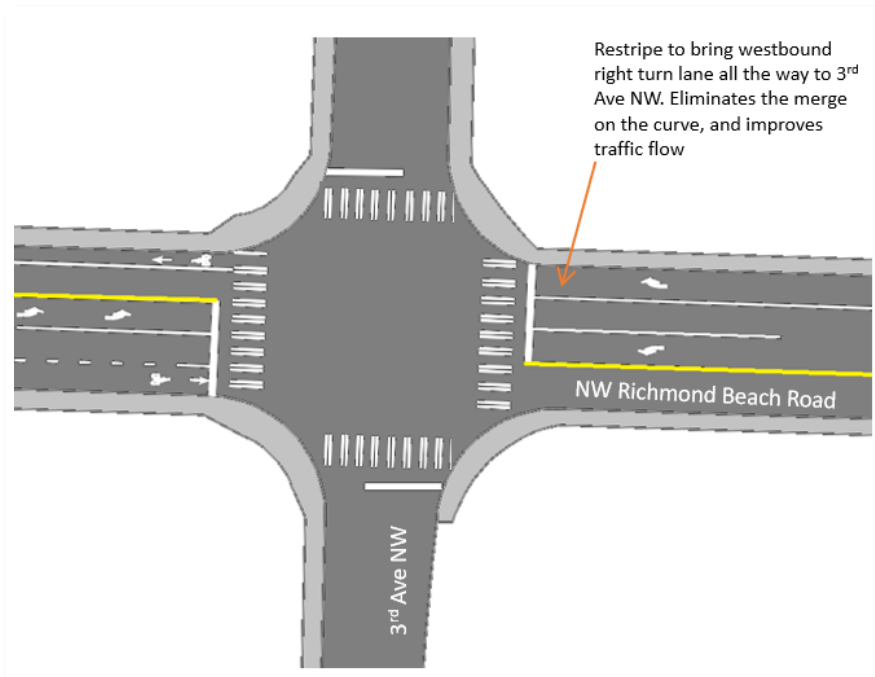 Restripe to bring westbound
right turn lane all the way to 3rd
Ave NW. Eliminates the merge
on the curve, and improves
traffic flow
NW Richmond Beach Road
3rd Ave NW